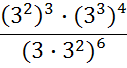 (3²)³ · (3³)⁴
(3 · 3²)⁶